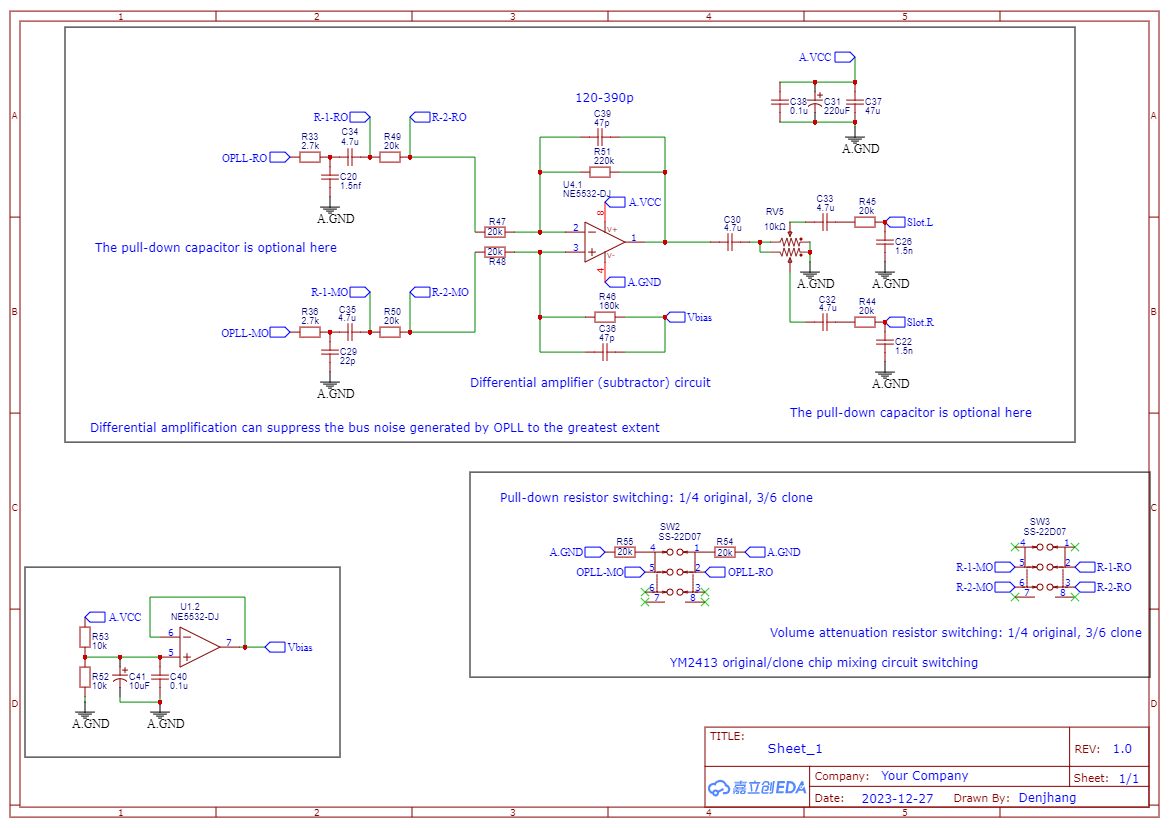 1 2 3 4 5
A A
B B
C C
D D
1 2 3 4 5
A.VCC
C38
0.1u
C31
220uF
C37
47u
A.GND
120-390p
C39
47p
R51
220k
U4.1
NE5532-DJ
A.VCC
8
V+
2
3
1
V-
4
A.GND
R-1-RO
R-2-RO
R33
2.7k
C34
4.7u
R49
20k
OPLL-RO
C20
1.5nf
A.GND
R47
20k
20k
R48
The pull-down capacitor is optional here
R-1-MO
R-2-MO
R36
2.7k
C35
4.7u
R50
20k
OPLL-MO
C29
22p
A.GND
R46
160k
Vbias
C36
47p
C30
4.7u
RV5
10kΩ
A.GND
C33
4.7u
R45
20k
Slot.L
C26
1.5n
A.GND
C32
4.7u
R44
20k
Slot.R
C22
1.5n
A.GND
Differential amplifier (subtractor) circuit
The pull-down capacitor is optional here
Differential amplification can suppress the bus noise generated by OPLL to the greatest extent
Pull-down resistor switching: 1/4 original, 3/6 clone
SW2
SS-22D07
A.GND
R55
20k
4
1
R54
20k
A.GND
OPLL-MO
5
2
OPLL-RO
6
3
7
8
SW3
SS-22D07
4
1
R-1-MO
5
2
R-1-RO
R-2-MO
6
3
R-2-RO
7
8
Volume attenuation resistor switching: 1/4 original, 3/6 clone
YM2413 original/clone chip mixing circuit switching
A.VCC
U1.2
NE5532-DJ
R53
10k
6
5
7
Vbias
R52
10k
C41
10uF
C40
0.1u
A.GND
A.GND
TITLE:
Sheet_1
REV: 1.0
嘉立创EDA
Company: Your Company
Sheet: 1/1
Date: 2023-12-27 Drawn By: Denjhang